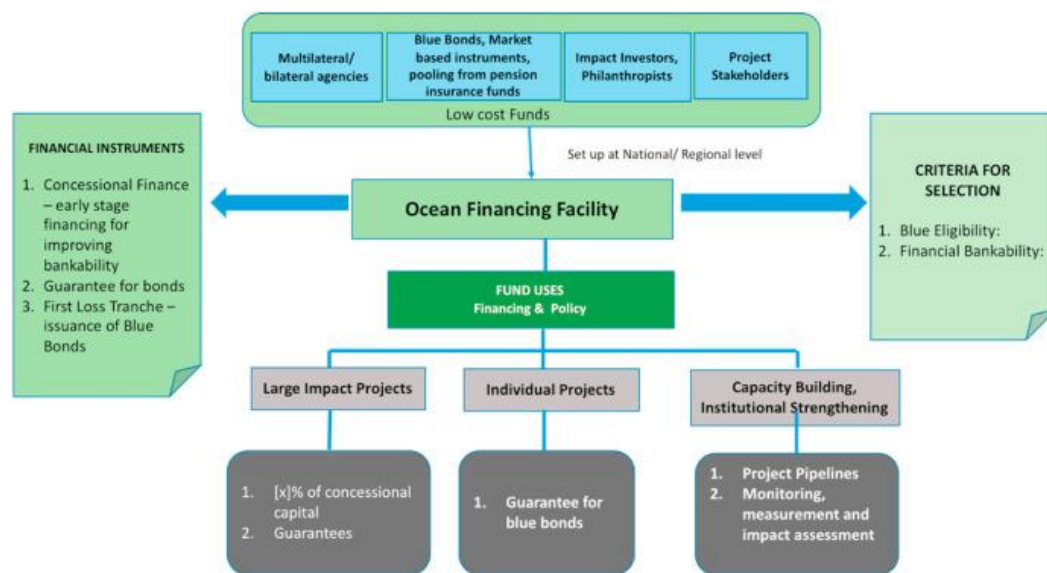 Multilateral/
bilateral agencies
Blue Bonds, Market
based instruments,
pooling from pension
insurance funds
Impact Investors,
Philanthropists
Project
Stakeholders
Low cost Funds
Set up at National/ Regional level
FINANCIAL INSTRUMENTS
1. Concessional Finance
– early stage
financing for
improving
bankability
2. Guarantee for bonds
3. First Loss Tranche –
issuance of Blue
Bonds
Ocean Financing Facility
CRITERIA FOR
SELECTION
1. Blue Eligibility:
2. Financial Bankability:
FUND USES
Financing & Policy
Large Impact Projects
Individual Projects
Capacity Building,
Institutional Strengthening
1. [x]% of concessional
capital
2. Guarantees
1. Guarantee for
blue bonds
1. Project Pipelines
2. Monitoring,
measurement and
impact assessment